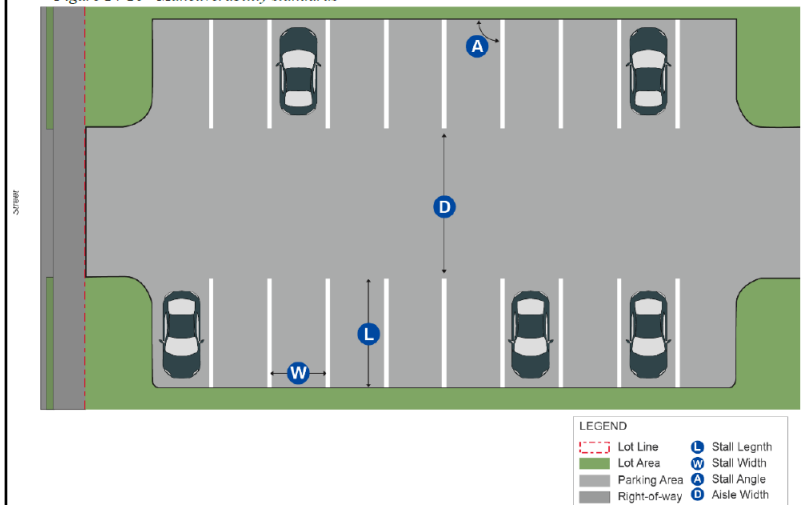 Street
A
D
L
W
LEGEND
Lot Line
Lot Area
Parking Area
Right-of-way
L Stall Legnth
W Stall Width
A Stall Angle
D Aisle Width